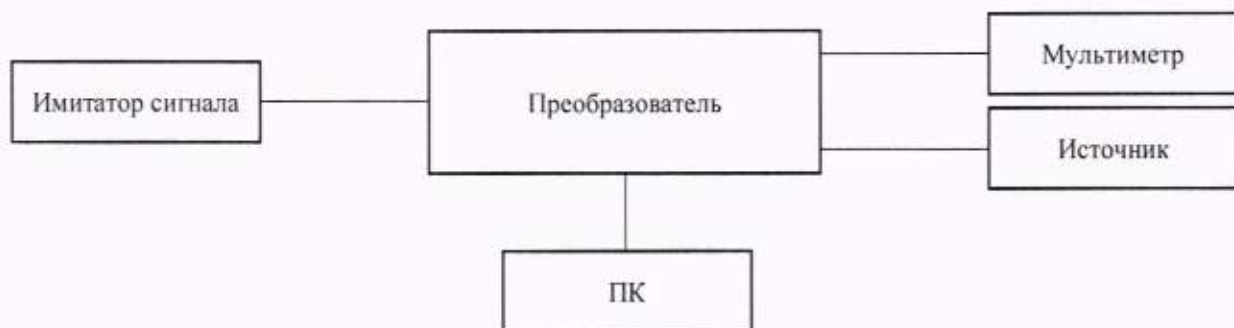 Мультиметр
Имитатор сигнала
Преобразователь
Источник
ПК